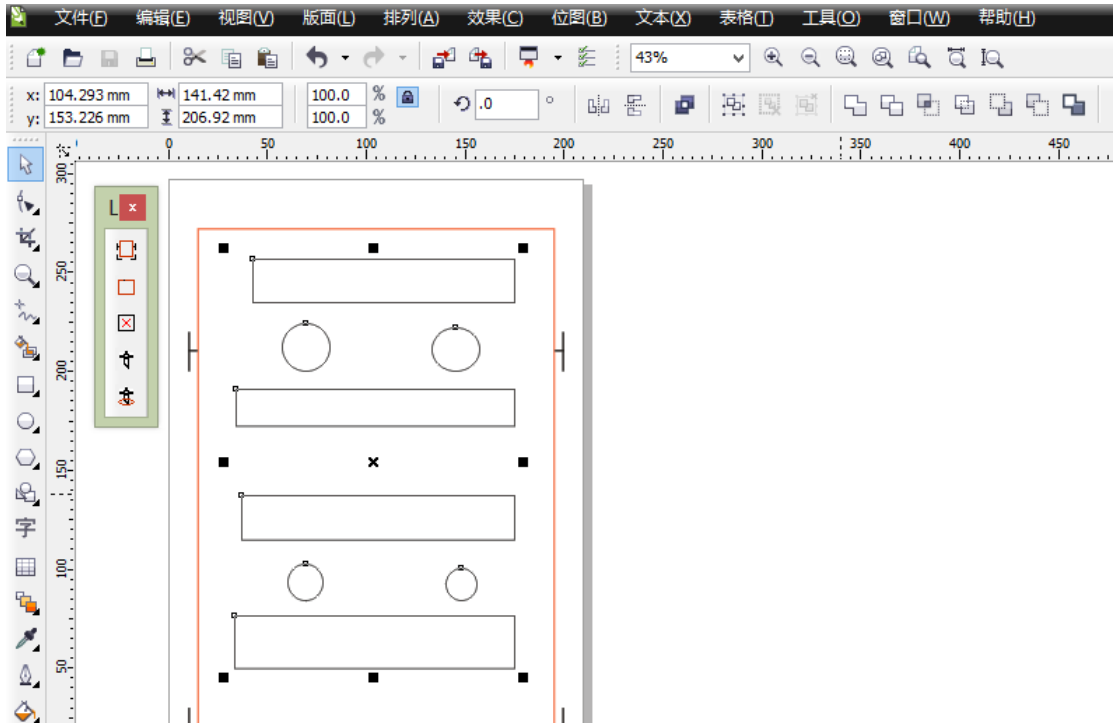 文件(F) 编辑(E) 视图(V) 版面(L) 排列(A) 效果(C) 位图(B) 文本(X) 表格(T) 工具(O) 窗口(W) 帮助(H)
43%
x: 104.293 mm 141.42 mm 100.0 % .0 °
y: 153.226 mm 206.92 mm 100.0 %
0 50 100 150 200 250 300 350 400 450
300
L x
250
200
150
字
100
50